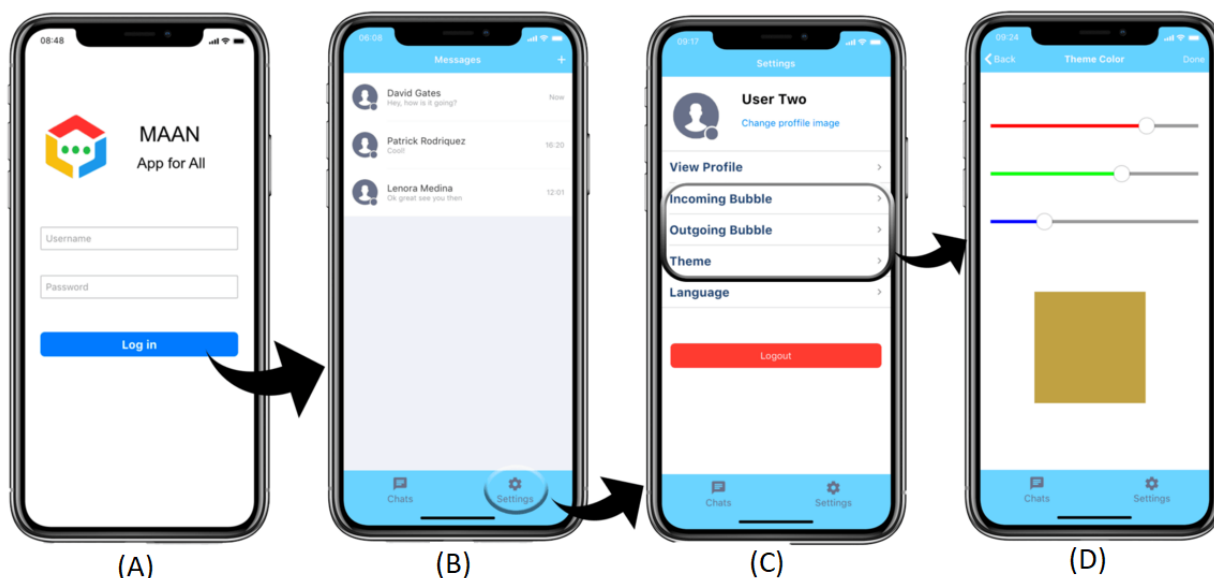 08:48
MAAN
App for All
Username
Password
Log in
(A)
06:08
Messages +
David Gates
Hey, how is it going?
Now
Patrick Rodriquez
Cool!
16:20
Lenora Medina
Ok great see you then
12:01
Chats
Settings
(B)
09:17
Settings
User Two
Change proffile image
View Profile
Incoming Bubble
Outgoing Bubble
Theme
Language
Logout
Chats
Settings
(C)
09:24
Back Theme Color Done
Chats
Settings
(D)